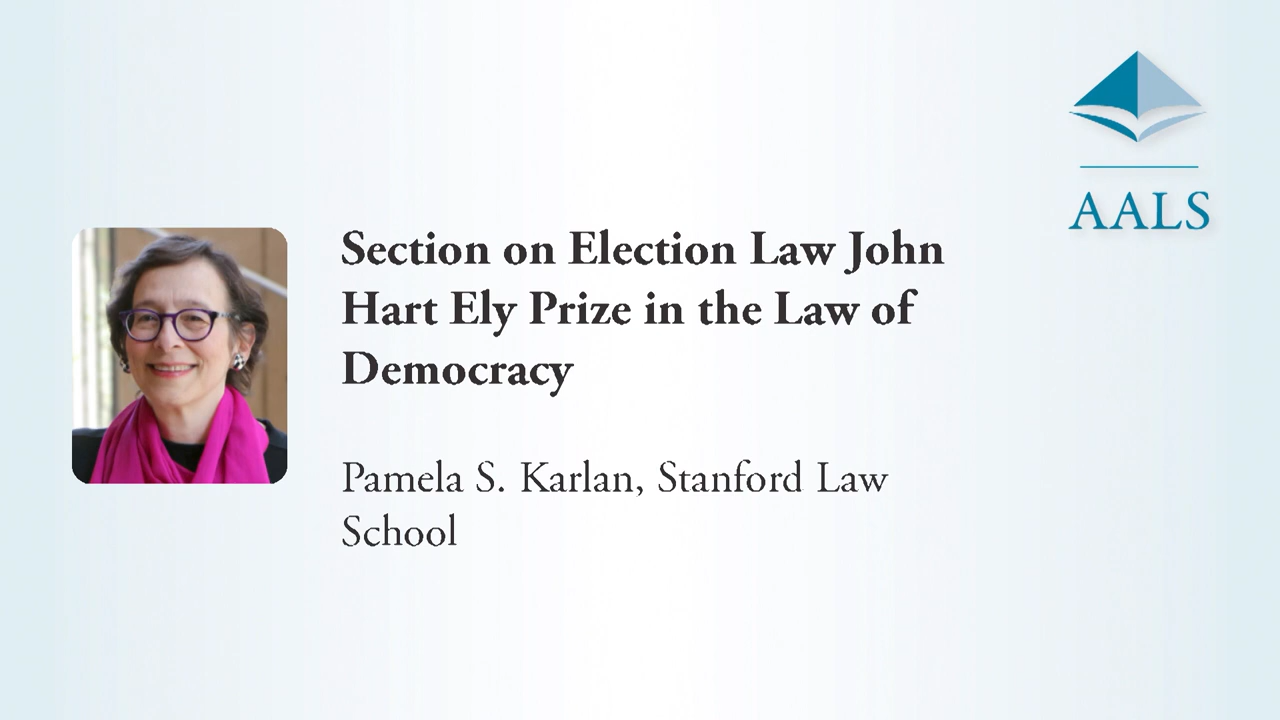 AALS
Section on Election Law John
Hart Ely Prize in the Law of
Democracy
Pamela S. Karlan, Stanford Law
School